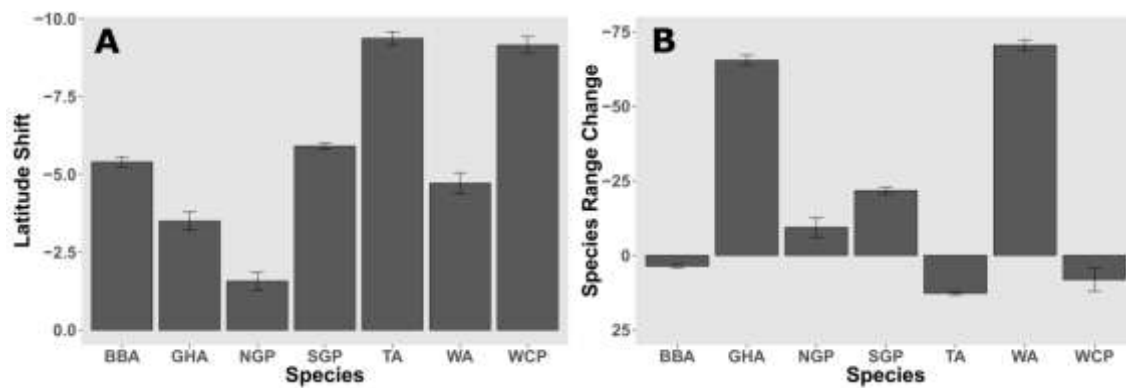 A
Latitude Shift
−10.0
−7.5
−5.0
−2.5
0.0
BBA GHA NGP SGP TA WA WCP
Species
B
Species Range Change
−75
−50
−25
0
25
BBA GHA NGP SGP TA WA WCP
Species